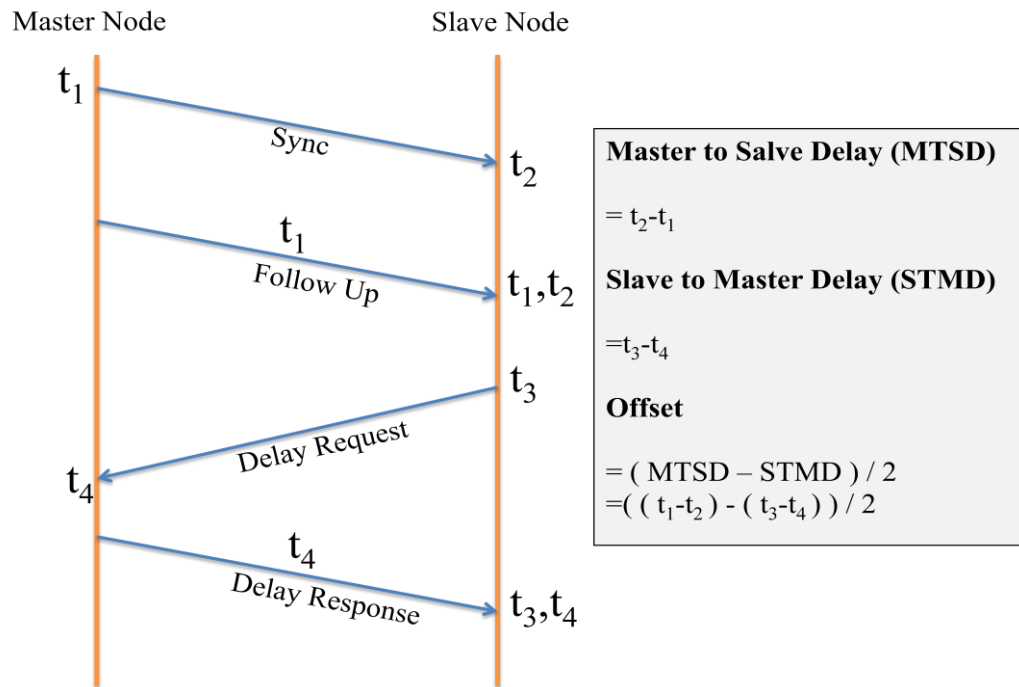 Master Node
Slave Node
t₁
Sync
t₂
t₁
Follow Up
t₁,t₂
t₃
Delay Request
t₄
t₄
Delay Response
t₃,t₄
Master to Salve Delay (MTSD)
= t₂-t₁
Slave to Master Delay (STMD)
=t₃-t₄
Offset
= ( MTSD – STMD ) / 2
=( ( t₁-t₂ ) - ( t₃-t₄ ) ) / 2